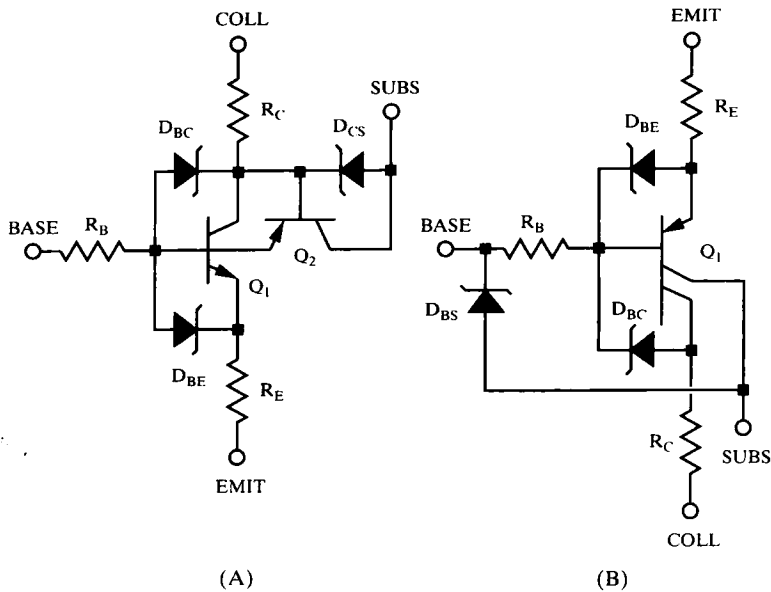 COLL
SUBS
R_C
D_BC
D_CS
BASE
R_B
Q_2
Q_1
D_BE
R_E
EMIT
(A)
EMIT
R_E
D_BE
BASE
R_B
Q_1
D_BS
D_BC
R_C
SUBS
COLL
(B)